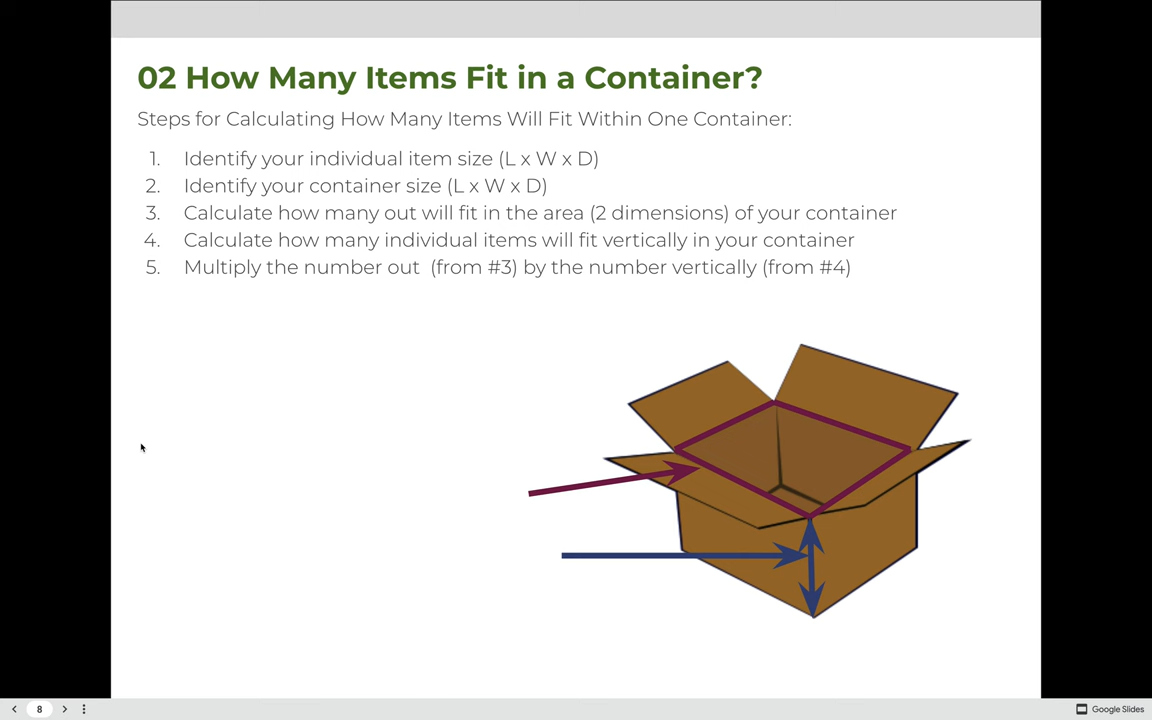 02 How Many Items Fit in a Container?
Steps for Calculating How Many Items Will Fit Within One Container:
1. Identify your individual item size (L x W x D)
2. Identify your container size (L x W x D)
3. Calculate how many out will fit in the area (2 dimensions) of your container
4. Calculate how many individual items will fit vertically in your container
5. Multiply the number out (from #3) by the number vertically (from #4)
8
Google Slides